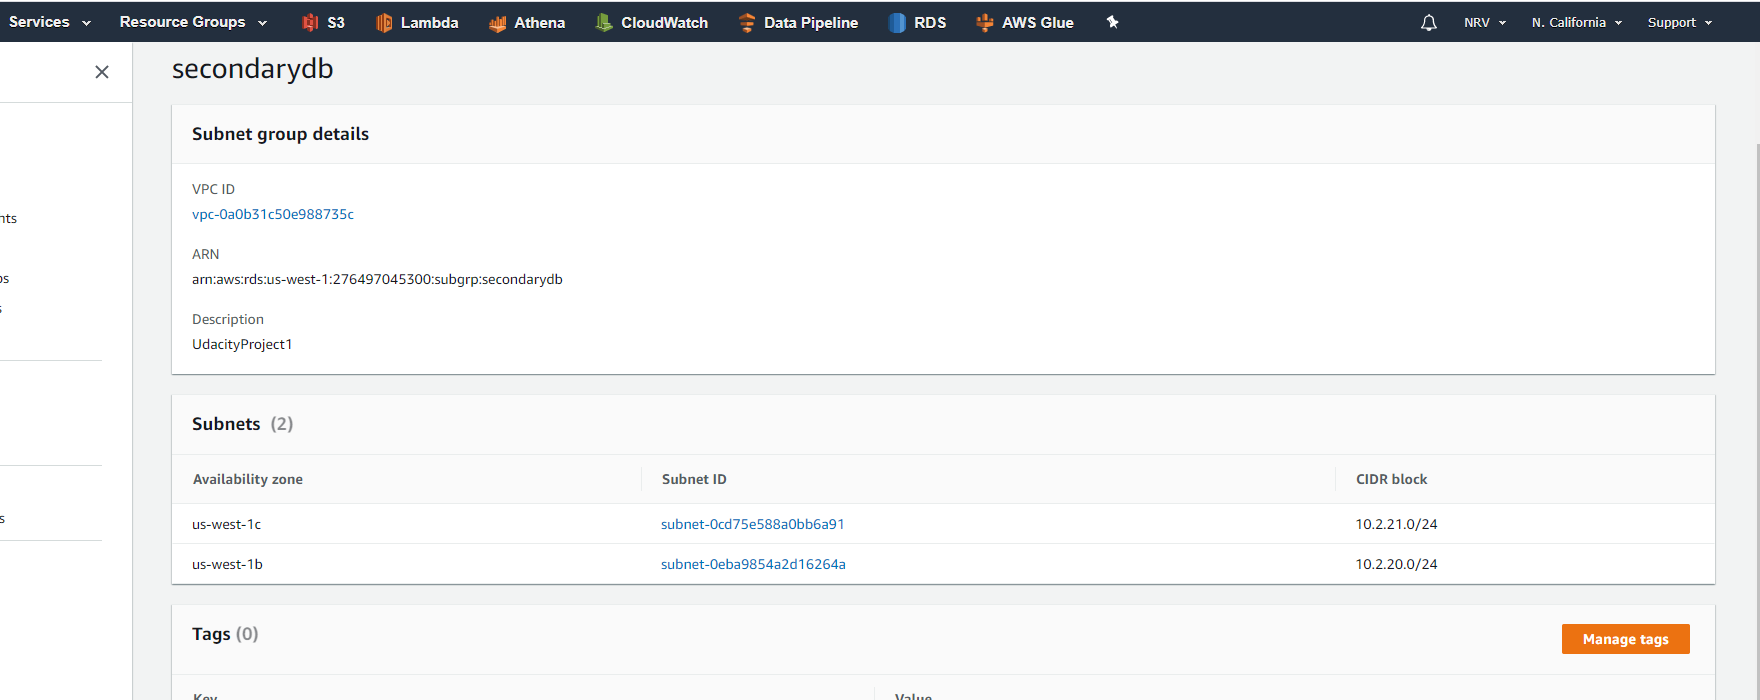 Services Resource Groups S3 Lambda Athena CloudWatch Data Pipeline RDS AWS Glue NRV N. California Support
secondarydb
Subnet group details
VPC ID
vpc-0a0b31c50e988735c
nts
ARN
arn:aws:rds:us-west-1:276497045300:subgrp:secondarydb
Description
UdacityProject1
Subnets (2)
Availability zone Subnet ID CIDR block
us-west-1c subnet-0cd75e588a0bb6a91 10.2.21.0/24
us-west-1b subnet-0eba9854a2d16264a 10.2.20.0/24
Tags (0)
Manage tags
Key Value